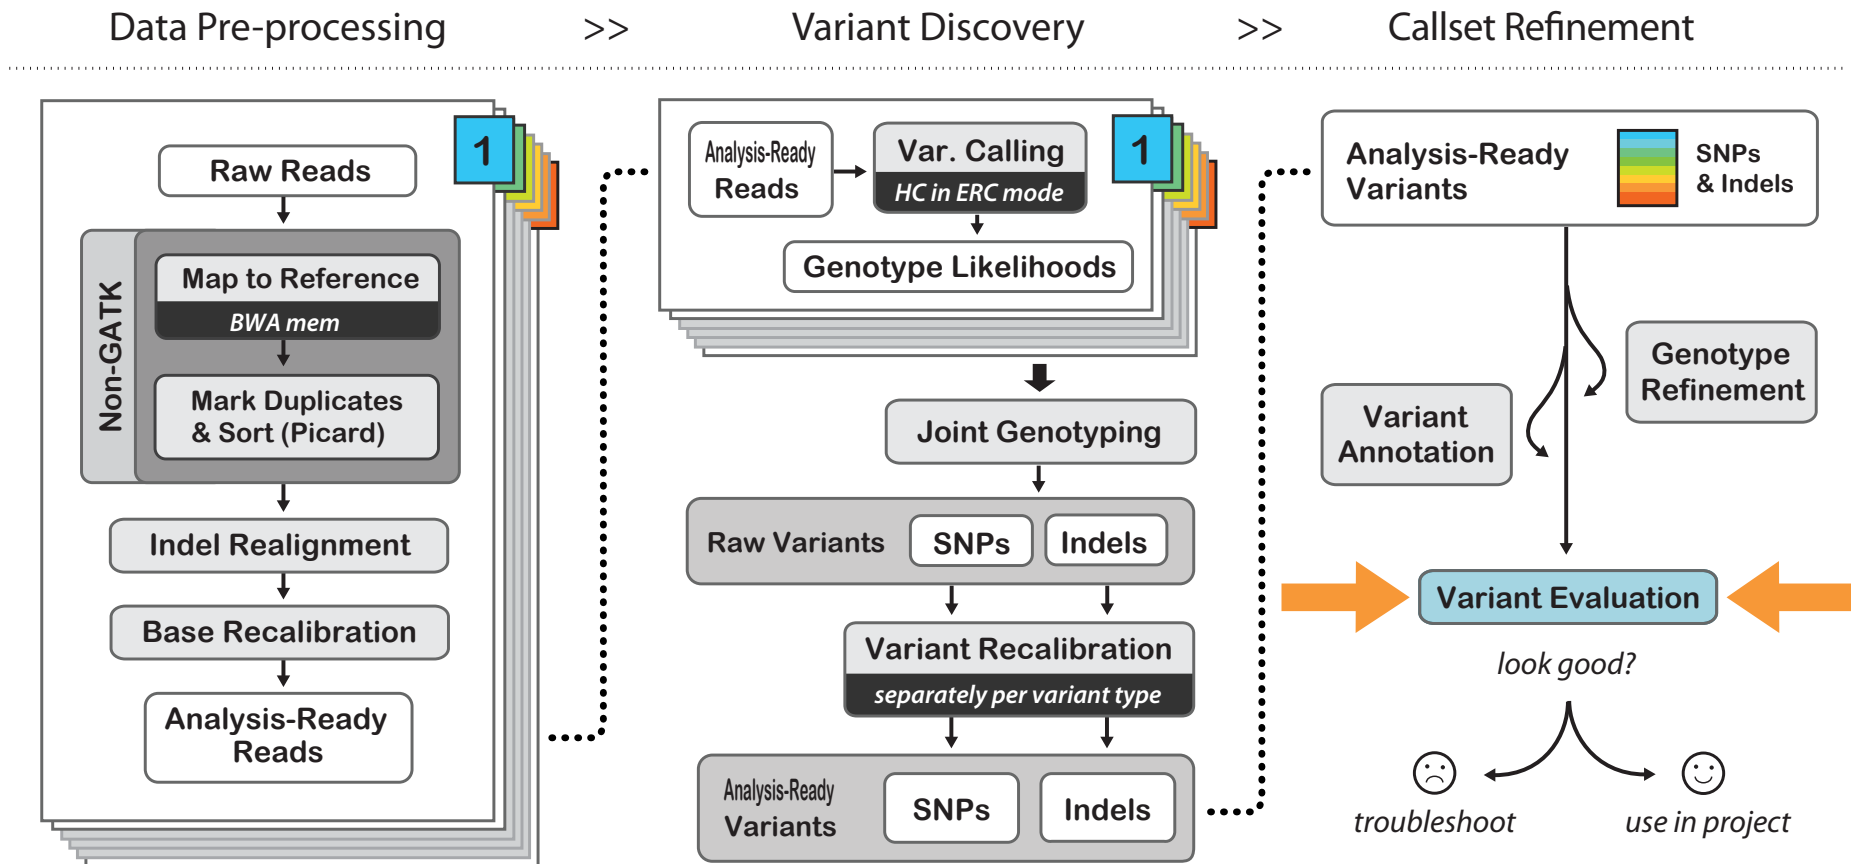 Data Pre-processing >> Variant Discovery >> Callset Refinement
1
Raw Reads
Non-GATK
Map to Reference
BWA mem
Mark Duplicates
& Sort (Picard)
Indel Realignment
Base Recalibration
Analysis-Ready
Reads
1
Analysis-Ready
Reads
Var. Calling
HC in ERC mode
Genotype Likelihoods
Joint Genotyping
Raw Variants
SNPs
Indels
Variant Recalibration
separately per variant type
Analysis-Ready
Variants
SNPs
Indels
Analysis-Ready
Variants
SNPs
& Indels
Genotype
Refinement
Variant
Annotation
Variant Evaluation
look good?
troubleshoot
use in project